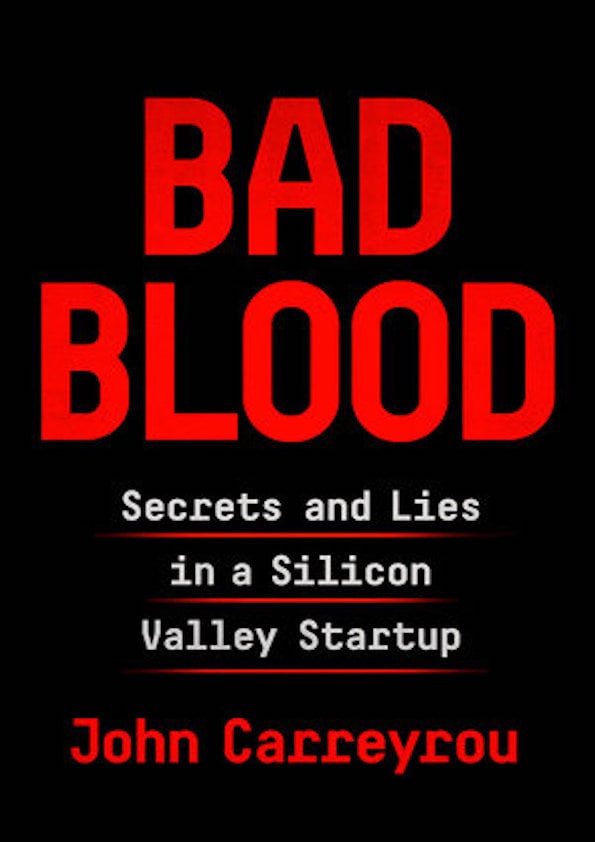 BAD
BLOOD
Secrets and Lies
in a Silicon
Valley Startup
John Carreyrou